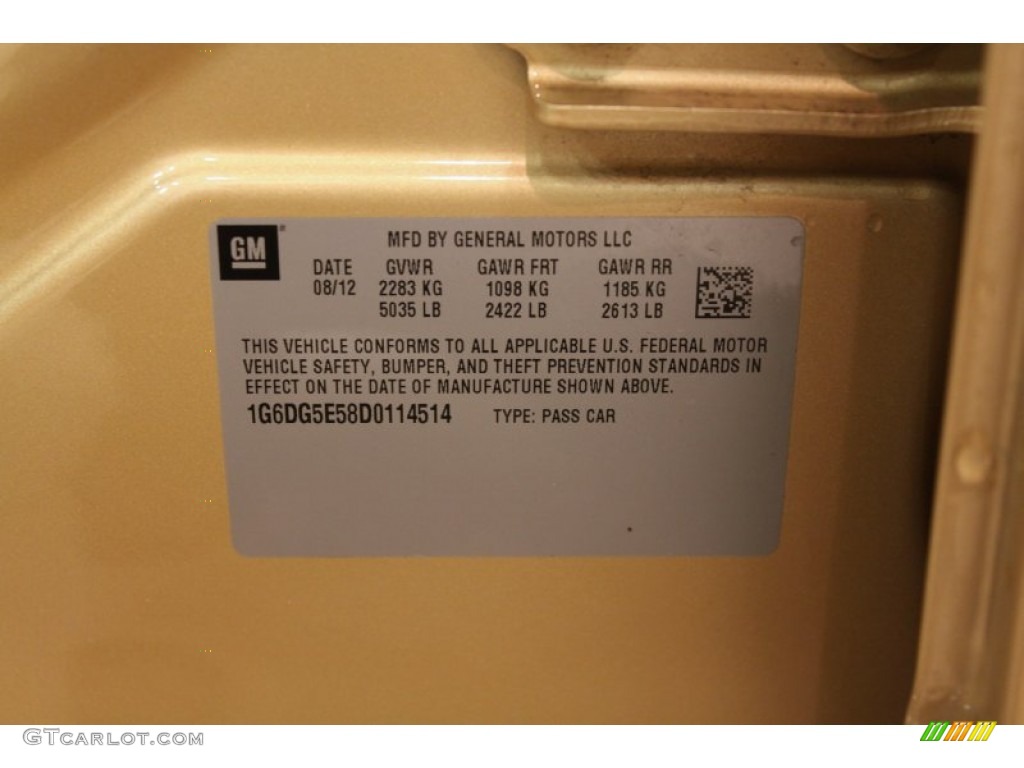 GM
MFD BY GENERAL MOTORS LLC
DATE GVWR GAWR FRT GAWR RR
08/12 2283 KG 1098 KG 1185 KG
5035 LB 2422 LB 2613 LB
THIS VEHICLE CONFORMS TO ALL APPLICABLE U.S. FEDERAL MOTOR
VEHICLE SAFETY, BUMPER, AND THEFT PREVENTION STANDARDS IN
EFFECT ON THE DATE OF MANUFACTURE SHOWN ABOVE.
1G6DG5E58D0114514 TYPE: PASS CAR
GTCARLOT.COM